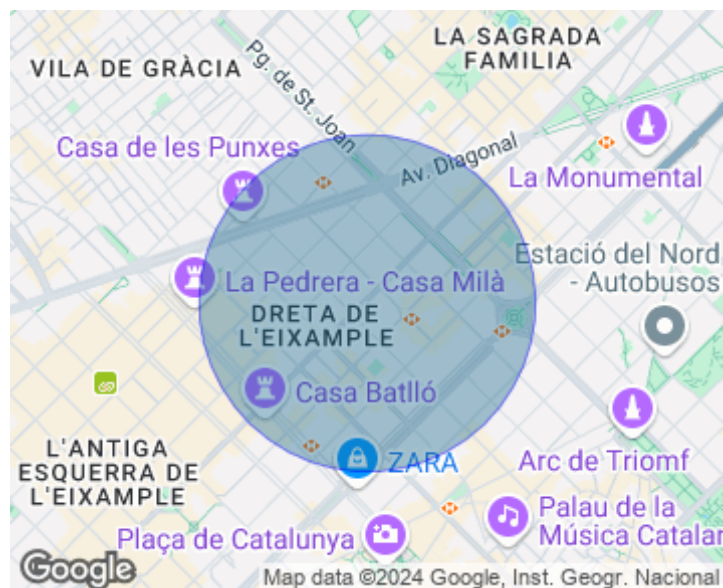 LA SAGRADA
FAMILIA
VILA DE GRÀCIA
Pg. de St. Joan
Casa de les Punxes
Av. Diagonal
La Monumental
Estació del Nord
- Autobusos
La Pedrera - Casa Milà
DRETA DE
L'EIXAMPLE
Casa Batlló
L'ANTIGA
ESQUERRA DE
L'EIXAMPLE
ZARA
Arc de Triomf
Palau de la
Música Catalan
Plaça de Catalunya
Google
Map data ©2024 Google, Inst. Geogr. Nacional